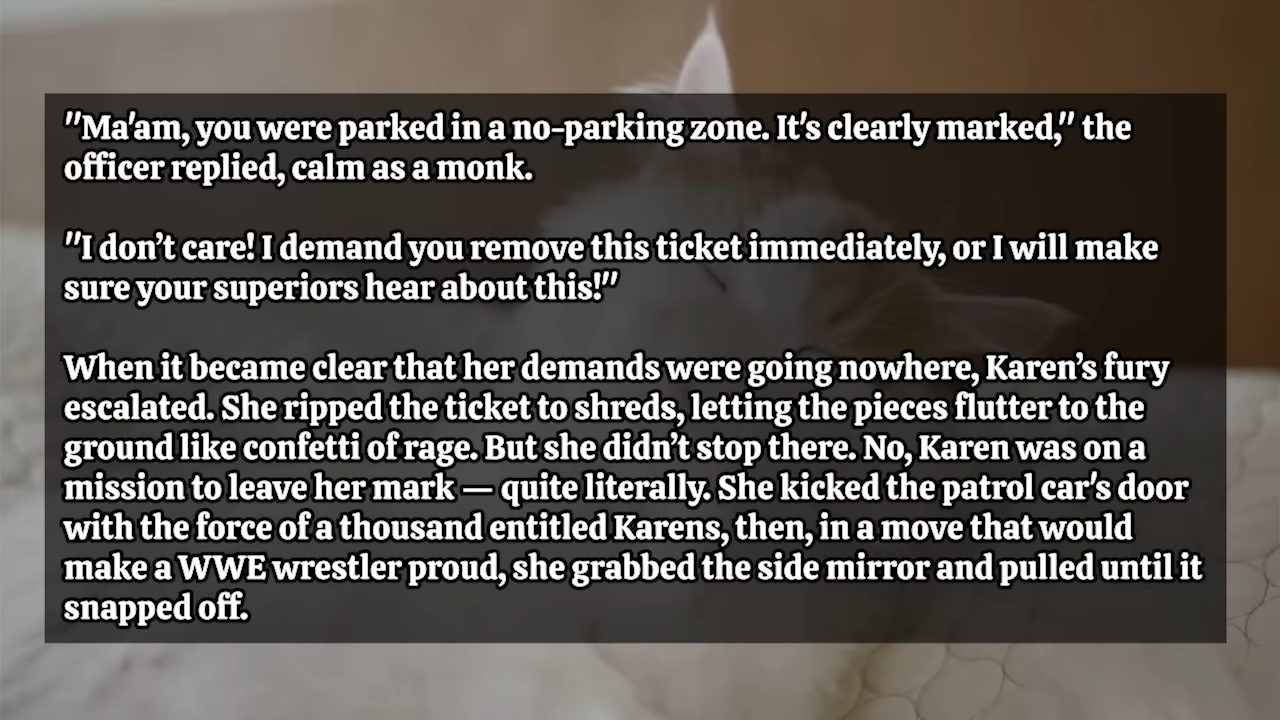 "Ma'am, you were parked in a no-parking zone. It's clearly marked," the
officer replied, calm as a monk.
"I don’t care! I demand you remove this ticket immediately, or I will make
sure your superiors hear about this!"
When it became clear that her demands were going nowhere, Karen’s fury
escalated. She ripped the ticket to shreds, letting the pieces flutter to the
ground like confetti of rage. But she didn’t stop there. No, Karen was on a
mission to leave her mark — quite literally. She kicked the patrol car's door
with the force of a thousand entitled Karens, then, in a move that would
make a WWE wrestler proud, she grabbed the side mirror and pulled until it
snapped off.